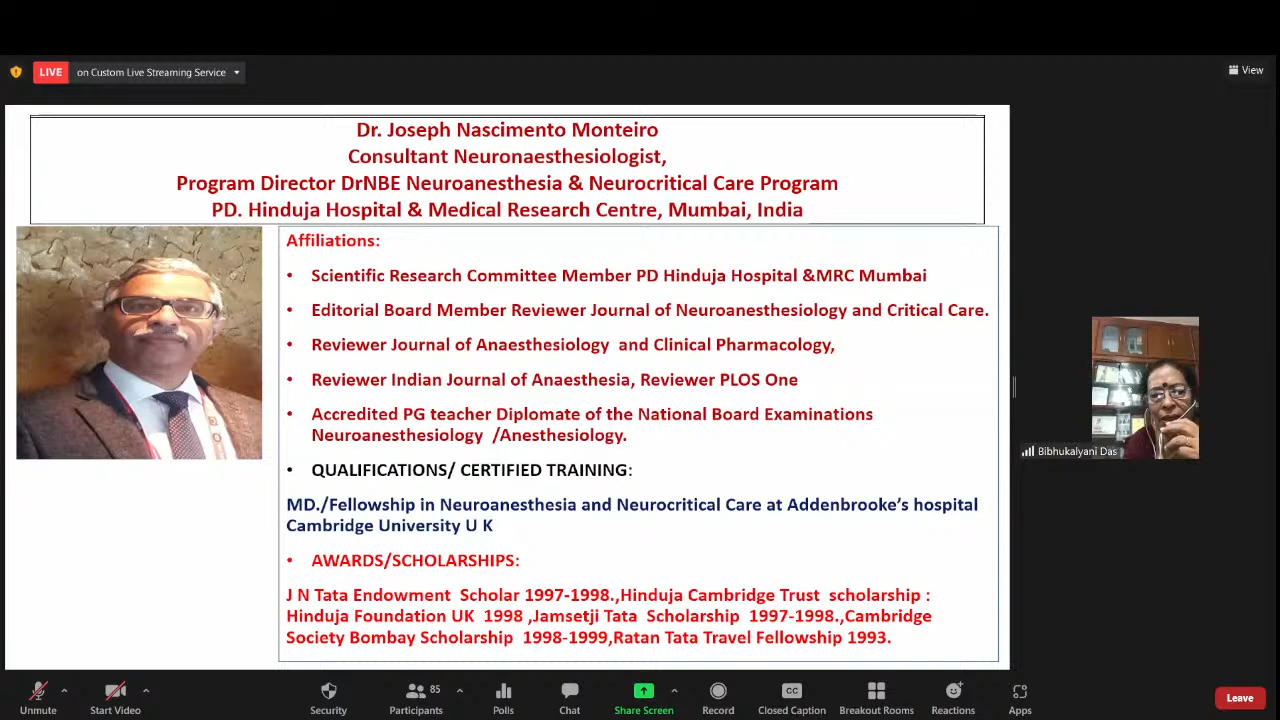 LIVE on Custom Live Streaming Service
View
Dr. Joseph Nascimento Monteiro
Consultant Neuronaesthesiologist,
Program Director DrNBE Neuroanesthesia & Neurocritical Care Program
PD. Hinduja Hospital & Medical Research Centre, Mumbai, India
Affiliations:
• Scientific Research Committee Member PD Hinduja Hospital &MRC Mumbai
• Editorial Board Member Reviewer Journal of Neuroanesthesiology and Critical Care.
• Reviewer Journal of Anaesthesiology and Clinical Pharmacology,
• Reviewer Indian Journal of Anaesthesia, Reviewer PLOS One
• Accredited PG teacher Diplomate of the National Board Examinations
Neuroanesthesiology /Anesthesiology.
• QUALIFICATIONS/ CERTIFIED TRAINING:
MD./Fellowship in Neuroanesthesia and Neurocritical Care at Addenbrooke's hospital
Cambridge University U K
• AWARDS/SCHOLARSHIPS:
J N Tata Endowment Scholar 1997-1998.,Hinduja Cambridge Trust scholarship :
Hinduja Foundation UK 1998 ,Jamsetji Tata Scholarship 1997-1998.,Cambridge
Society Bombay Scholarship 1998-1999,Ratan Tata Travel Fellowship 1993.
Bibhukalyani Das
85
CC
Unmute Start Video Security Participants Polls Chat Share Screen Record Closed Caption Breakout Rooms Reactions Apps Leave